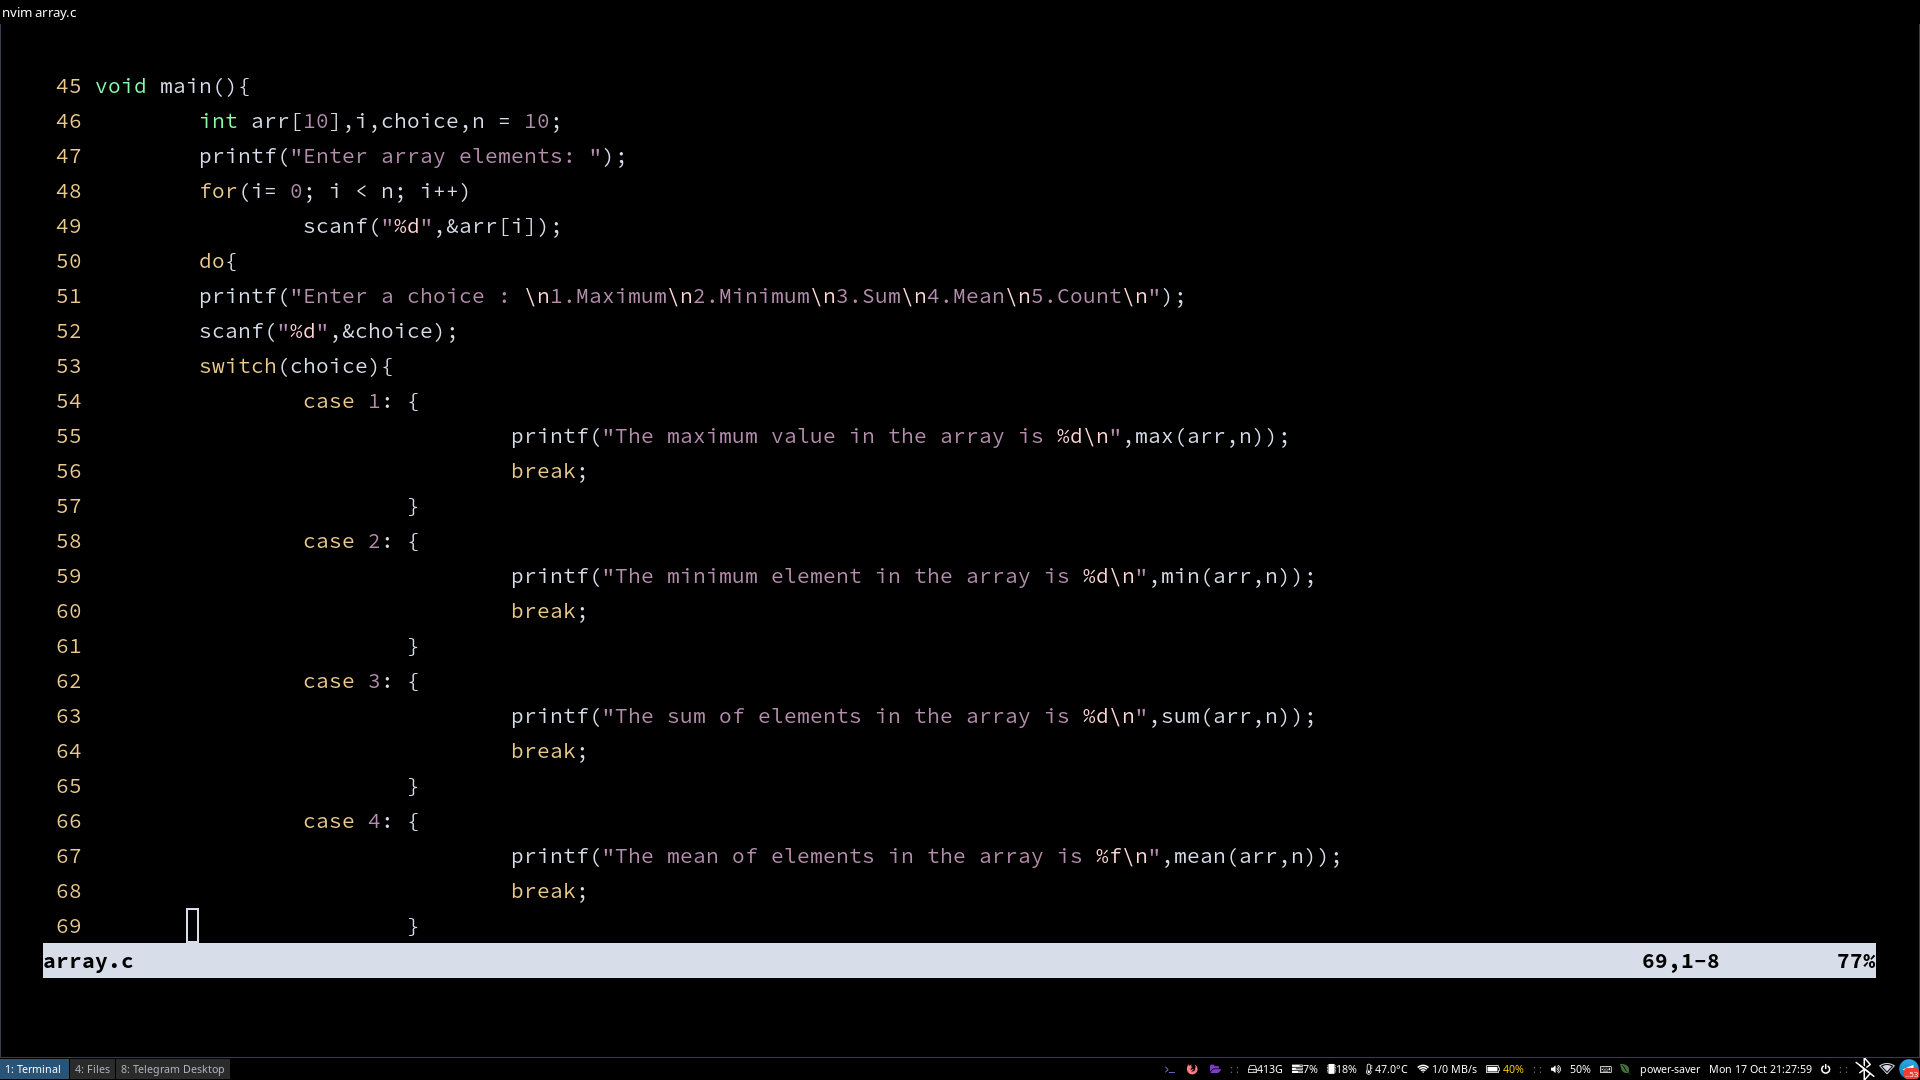 nvim array.c
45 void main(){
46 int arr[10],i,choice,n = 10;
47 printf("Enter array elements: ");
48 for(i= 0; i < n; i++)
49 scanf("%d",&arr[i]);
50 do{
51 printf("Enter a choice : \n1.Maximum\n2.Minimum\n3.Sum\n4.Mean\n5.Count\n");
52 scanf("%d",&choice);
53 switch(choice){
54 case 1: {
55 printf("The maximum value in the array is %d\n",max(arr,n));
56 break;
57 }
58 case 2: {
59 printf("The minimum element in the array is %d\n",min(arr,n));
60 break;
61 }
62 case 3: {
63 printf("The sum of elements in the array is %d\n",sum(arr,n));
64 break;
65 }
66 case 4: {
67 printf("The mean of elements in the array is %f\n",mean(arr,n));
68 break;
69 }
array.c 69,1-8 77%
1: Terminal 4: Files 8: Telegram Desktop >_ :: 413G 7% 18% 47.0°C 1/0 MB/s 40% :: 50% power-saver Mon 17 Oct 21:27:59 :: 53